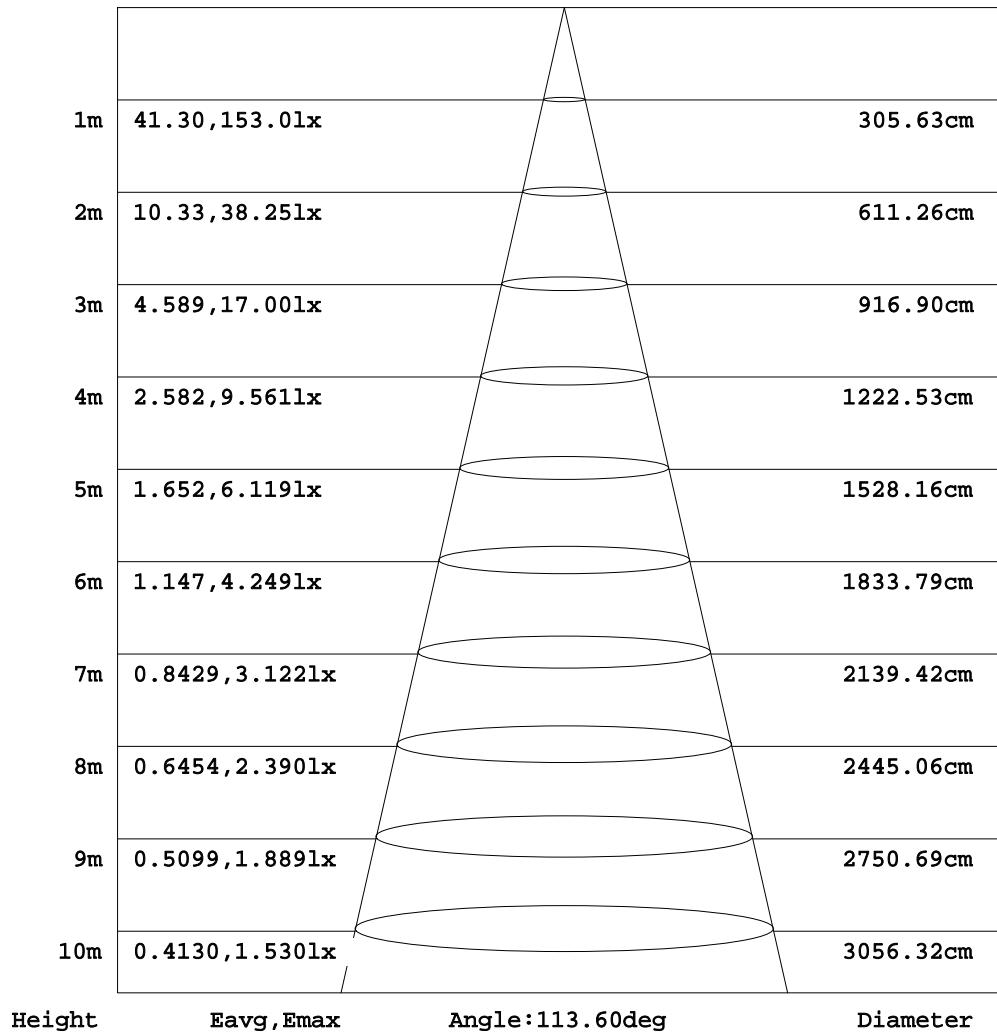 1m 41.30,153.0lx 305.63cm
2m 10.33,38.25lx 611.26cm
3m 4.589,17.00lx 916.90cm
4m 2.582,9.561lx 1222.53cm
5m 1.652,6.119lx 1528.16cm
6m 1.147,4.249lx 1833.79cm
7m 0.8429,3.122lx 2139.42cm
8m 0.6454,2.390lx 2445.06cm
9m 0.5099,1.889lx 2750.69cm
10m 0.4130,1.530lx 3056.32cm
Height Eavg,Emax Angle:113.60deg Diameter